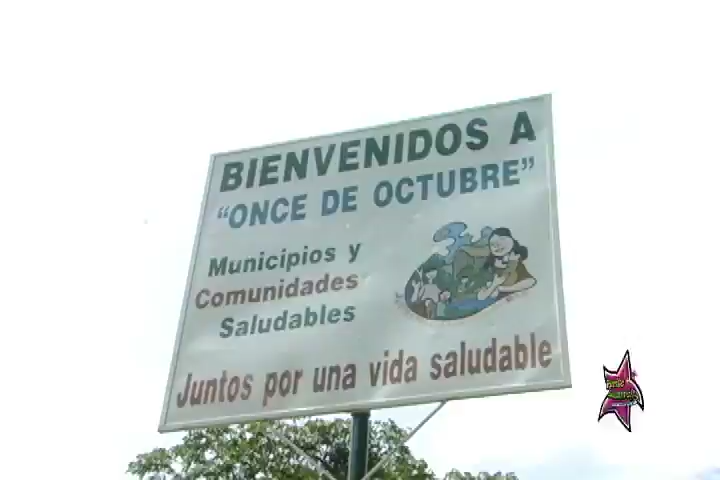 BIENVENIDOS A
“ONCE DE OCTUBRE”
Municipios y
Comunidades
Saludables
Juntos por una vida saludable